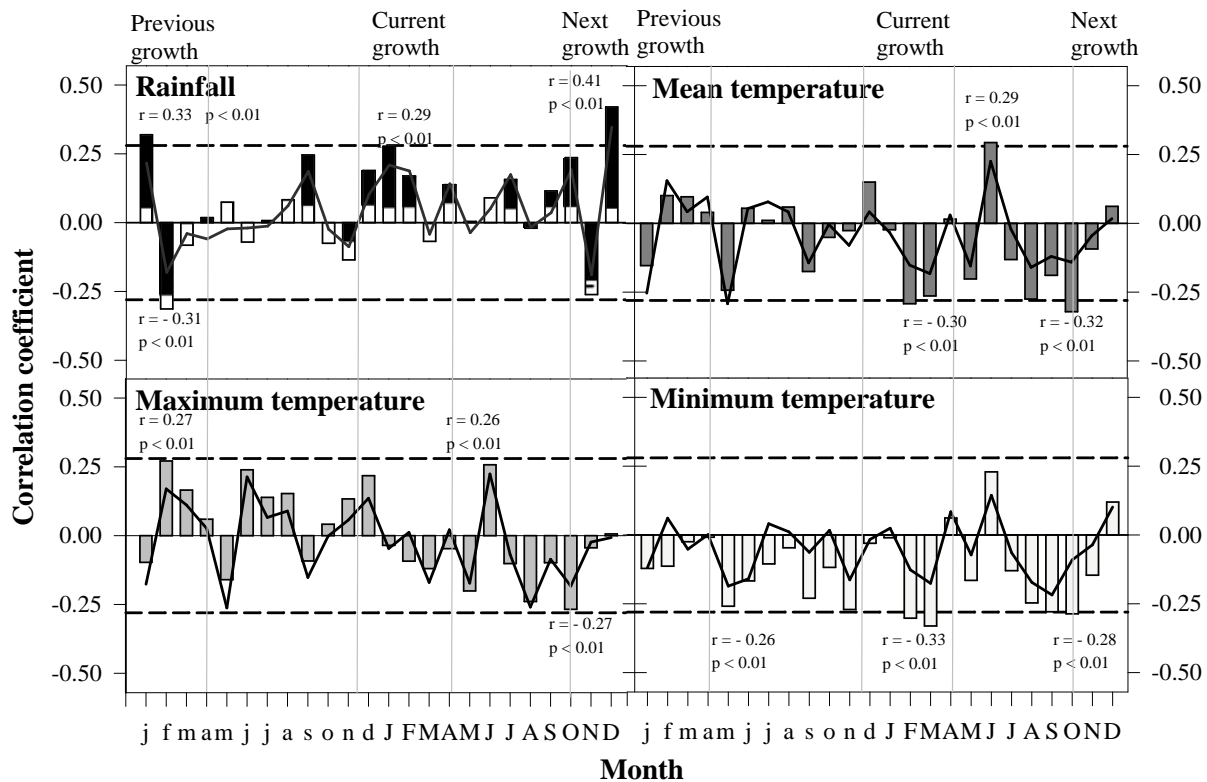 Previous growth
Current growth
Next growth
Previous growth
Current growth
Next growth
Rainfall
r = 0.33 p < 0.01
r = 0.29
p < 0.01
r = 0.41
p < 0.01
r = - 0.31
p < 0.01
Mean temperature
r = 0.29
p < 0.01
r = - 0.30
p < 0.01
r = - 0.32
p < 0.01
0.50
0.25
0.00
-0.25
-0.50
0.50
0.25
0.00
-0.25
-0.50
Maximum temperature
r = 0.27
p < 0.01
r = 0.26
p < 0.01
r = - 0.27
p < 0.01
Minimum temperature
r = - 0.26
p < 0.01
r = - 0.33
p < 0.01
r = - 0.28
p < 0.01
0.50
0.25
0.00
-0.25
-0.50
0.50
0.25
0.00
-0.25
-0.50
Correlation coefficient
j f m a m j j a s o n d J F M A M J J A S O N D
j f m a m j j a s o n d J F M A M J J A S O N D
Month